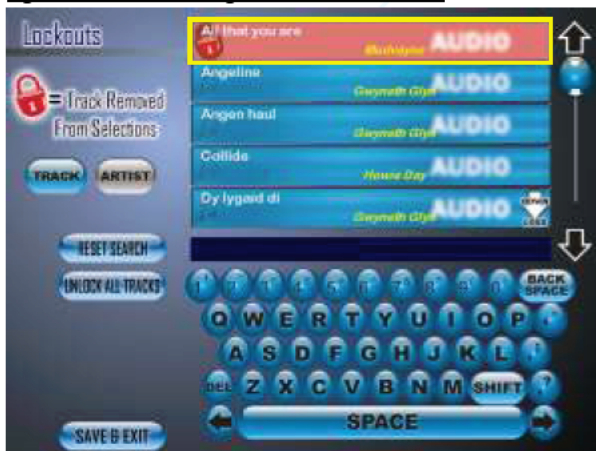 Lockouts
= Track Removed
From Selections
TRACK ARTIST
RESET SEARCH
UNLOCK ALL TRACKS
SAVE & EXIT
All that you are
Mudvayne AUDIO
Angeline
Gwyneth Glyn AUDIO
Angen haul
Gwyneth Glyn AUDIO
Collide
Howie Day AUDIO
Dy lygaid di
Gwyneth Glyn AUDIO
1 2 3 4 5 6 7 8 9 0 BACK SPACE
Q W E R T Y U I O P
A S D F G H J K L
DEL Z X C V B N M SHIFT
SPACE